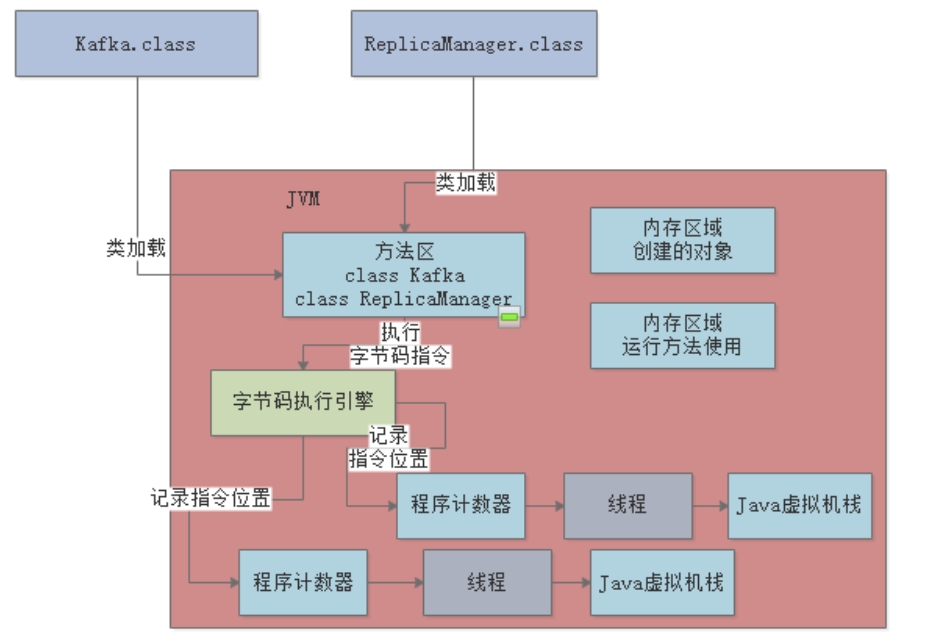 Kafka.class
ReplicaManager.class
类加载
JVM
类加载
方法区
class Kafka
class ReplicaManager
内存区域
创建的对象
内存区域
运行方法使用
执行
字节码指令
字节码执行引擎
记录
指令位置
记录指令位置
程序计数器
线程
Java虚拟机栈
程序计数器
线程
Java虚拟机栈